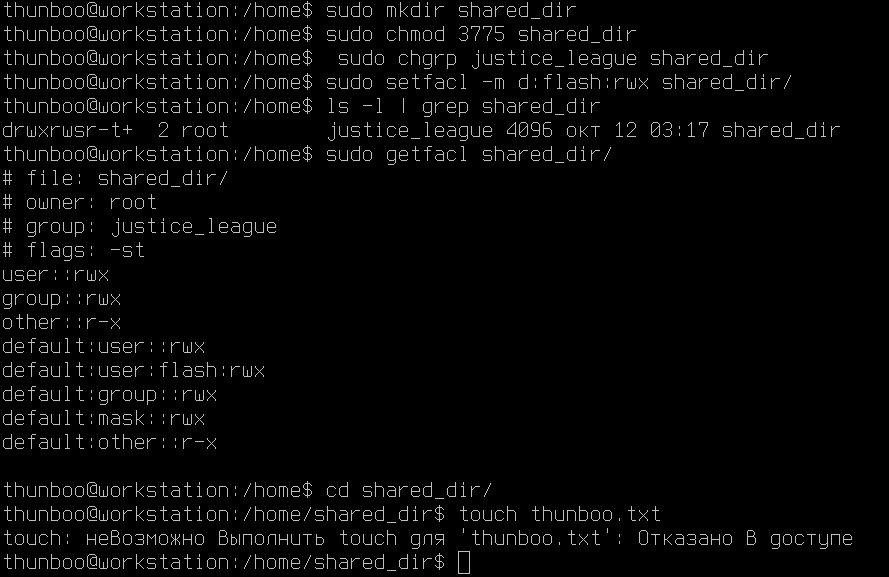 thunboo@workstation:/home$ sudo mkdir shared_dir
thunboo@workstation:/home$ sudo chmod 3775 shared_dir
thunboo@workstation:/home$  sudo chgrp justice_league shared_dir
thunboo@workstation:/home$ sudo setfacl -m d:flash:rwx shared_dir/
thunboo@workstation:/home$ ls -l | grep shared_dir
drwxrwsr-t+  2 root        justice_league 4096 окт 12 03:17 shared_dir
thunboo@workstation:/home$ sudo getfacl shared_dir/
# file: shared_dir/
# owner: root
# group: justice_league
# flags: -st
user::rwx
group::rwx
other::r-x
default:user::rwx
default:user:flash:rwx
default:group::rwx
default:mask::rwx
default:other::r-x
thunboo@workstation:/home$ cd shared_dir/
thunboo@workstation:/home/shared_dir$ touch thunboo.txt
touch: невозможно выполнить touch для 'thunboo.txt': Отказано в доступе
thunboo@workstation:/home/shared_dir$